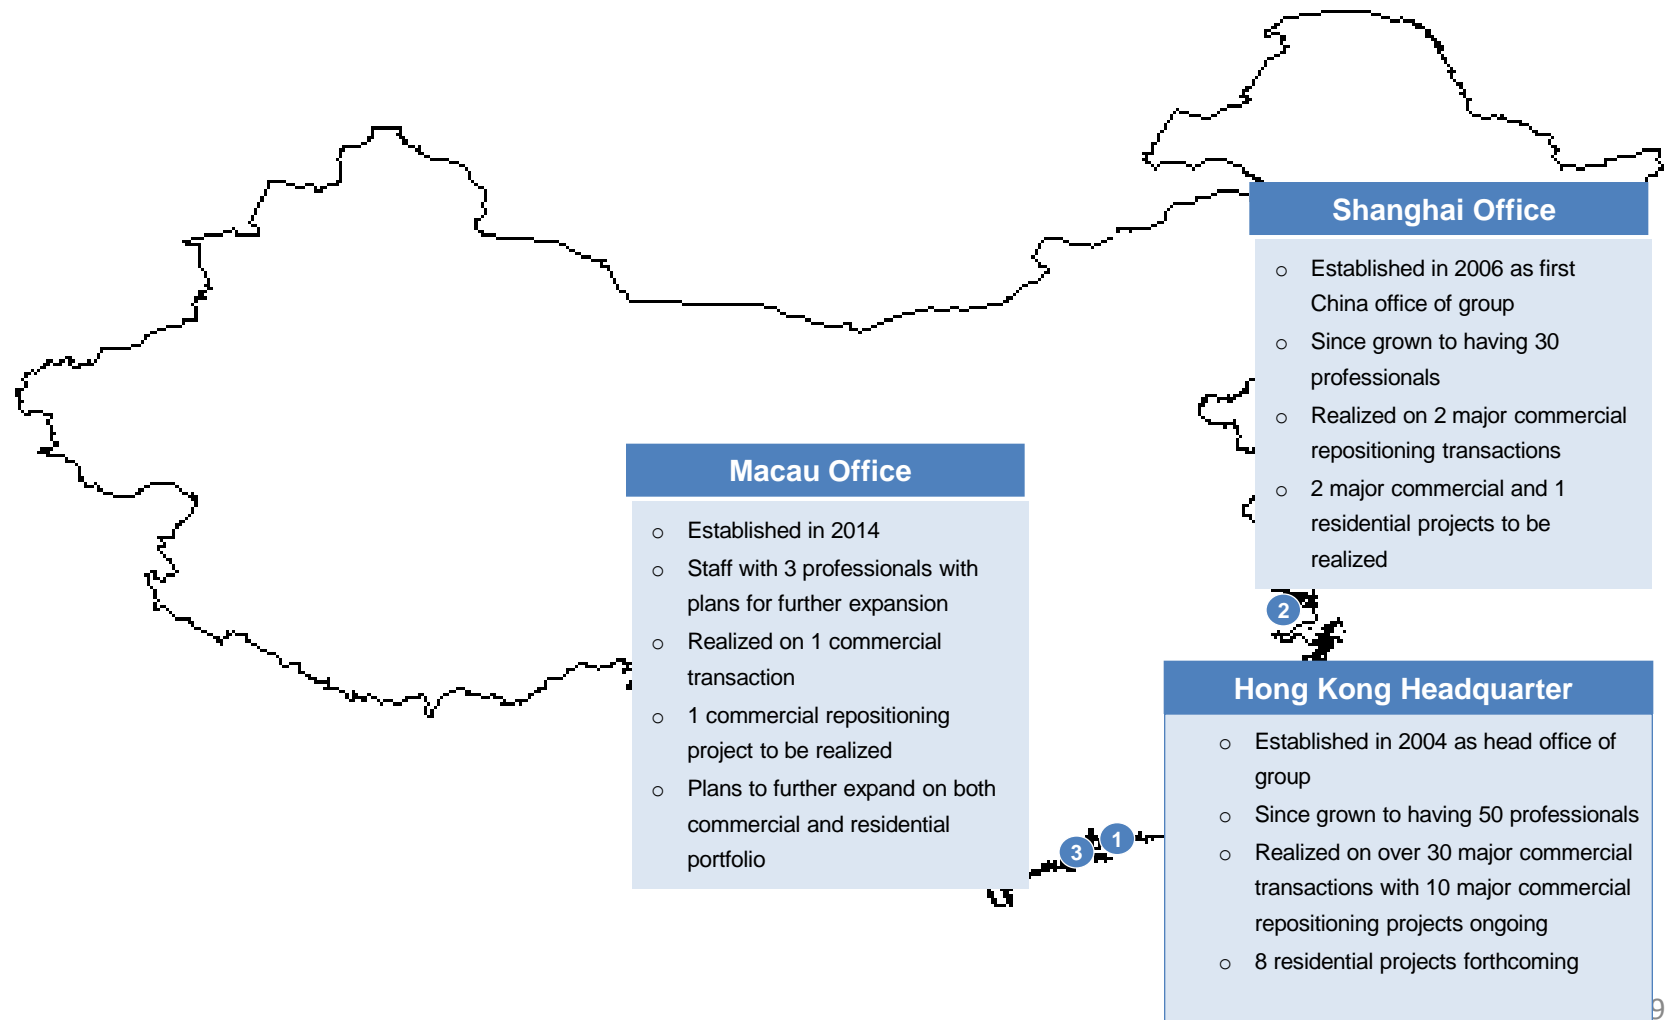 Shanghai Office
○ Established in 2006 as first
China office of group
○ Since grown to having 30
professionals
○ Realized on 2 major commercial
repositioning transactions
○ 2 major commercial and 1
residential projects to be
realized
Macau Office
○ Established in 2014
○ Staff with 3 professionals with
plans for further expansion
○ Realized on 1 commercial
transaction
○ 1 commercial repositioning
project to be realized
○ Plans to further expand on both
commercial and residential
portfolio
2
Hong Kong Headquarter
○ Established in 2004 as head office of
group
○ Since grown to having 50 professionals
○ Realized on over 30 major commercial
transactions with 10 major commercial
repositioning projects ongoing
○ 8 residential projects forthcoming
3
1
9